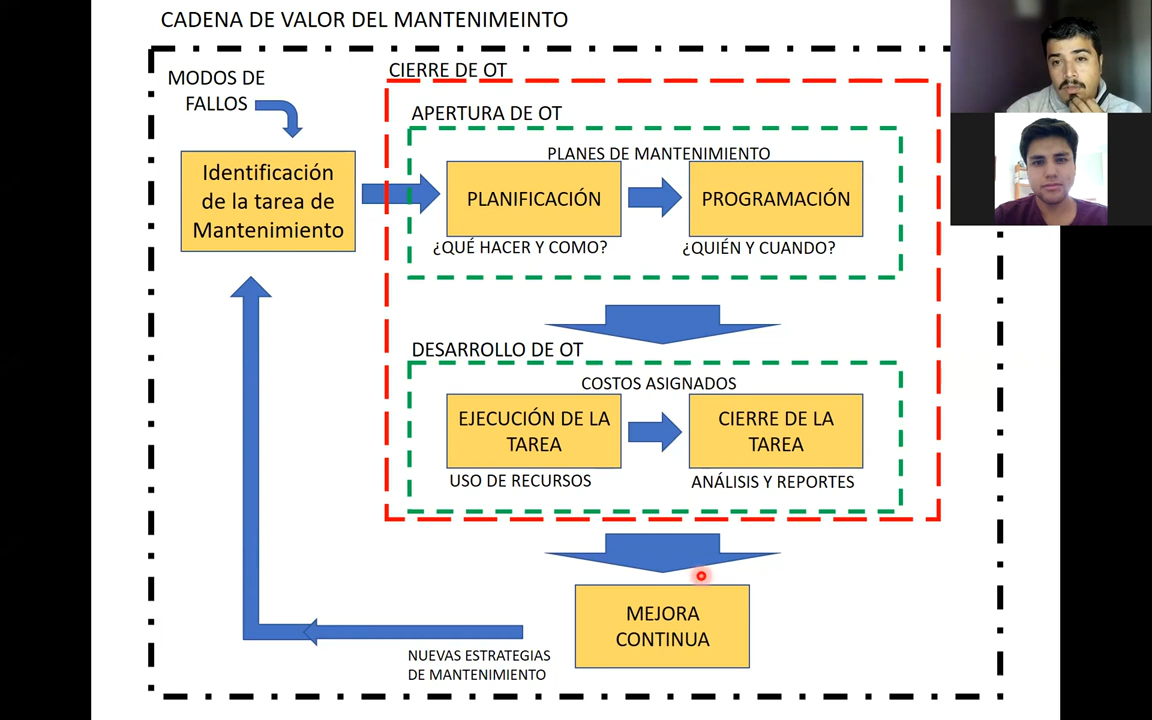 CADENA DE VALOR DEL MANTENIMEINTO
MODOS DE
FALLOS
Identificación
de la tarea de
Mantenimiento
CIERRE DE OT
APERTURA DE OT
PLANES DE MANTENIMIENTO
PLANIFICACIÓN
PROGRAMACIÓN
¿QUÉ HACER Y COMO?
¿QUIÉN Y CUANDO?
DESARROLLO DE OT
COSTOS ASIGNADOS
EJECUCIÓN DE LA
TAREA
CIERRE DE LA
TAREA
USO DE RECURSOS
ANÁLISIS Y REPORTES
MEJORA
CONTINUA
NUEVAS ESTRATEGIAS
DE MANTENIMIENTO